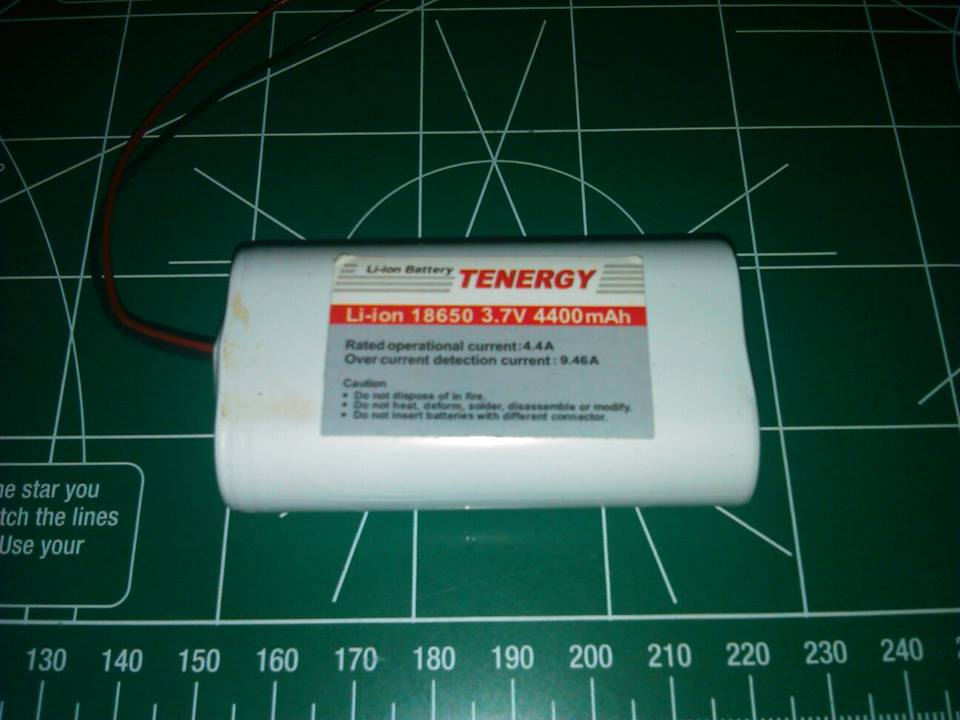 Li-ion Battery TENERGY
Li-ion 18650 3.7V 4400mAh
Rated operational current:4.4A
Over current detection current : 9.46A
Caution
• Do not dispose of in fire.
• Do not heat, deform, solder, disassemble or modify.
• Do not insert batteries with different connector.
star you
the lines
Use your
130 140 150 160 170 180 190 200 210 220 230 240